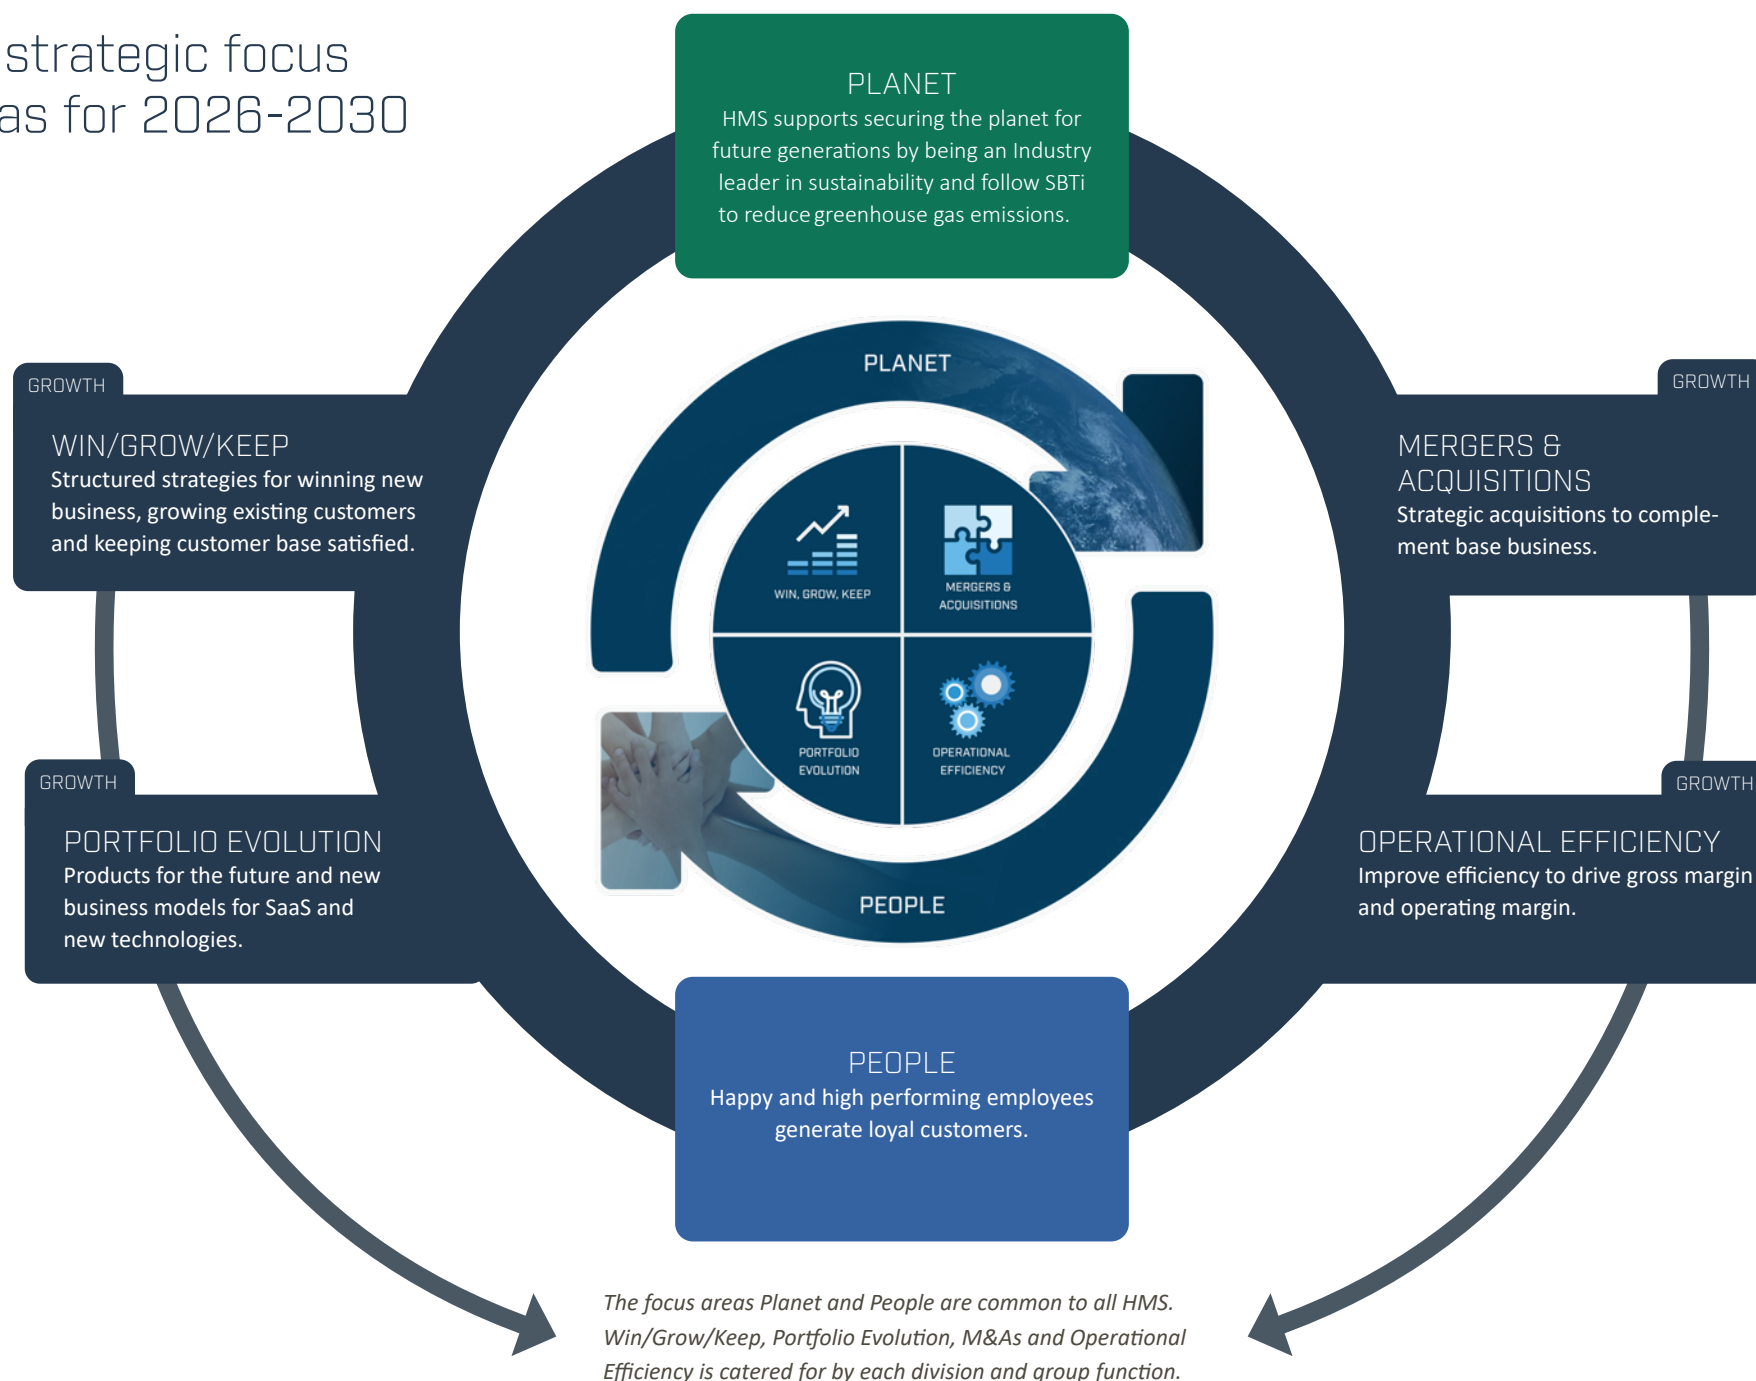 strategic focus
as for 2026-2030
PLANET
HMS supports securing the planet for
future generations by being an Industry
leader in sustainability and follow SBTi
to reduce greenhouse gas emissions.
GROWTH
WIN/GROW/KEEP
Structured strategies for winning new
business, growing existing customers
and keeping customer base satisfied.
GROWTH
MERGERS &
ACQUISITIONS
Strategic acquisitions to comple-
ment base business.
PLANET
WIN, GROW, KEEP
MERGERS &
ACQUISITIONS
PORTFOLIO
EVOLUTION
OPERATIONAL
EFFICIENCY
PEOPLE
GROWTH
PORTFOLIO EVOLUTION
Products for the future and new
business models for SaaS and
new technologies.
GROWTH
OPERATIONAL EFFICIENCY
Improve efficiency to drive gross margin
and operating margin.
PEOPLE
Happy and high performing employees
generate loyal customers.
The focus areas Planet and People are common to all HMS.
Win/Grow/Keep, Portfolio Evolution, M&As and Operational
Efficiency is catered for by each division and group function.